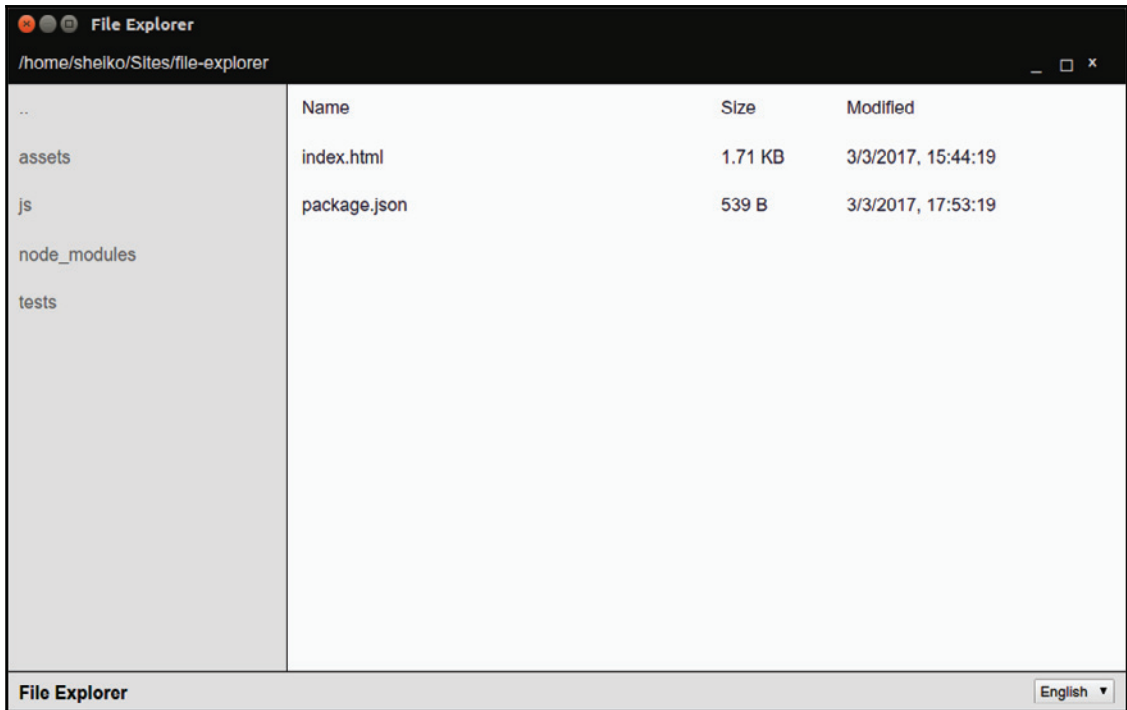 File Explorer
/home/sheiko/Sites/file-explorer
_ □ x
..
assets
js
node_modules
tests
Name Size Modified
index.html 1.71 KB 3/3/2017, 15:44:19
package.json 539 B 3/3/2017, 17:53:19
File Explorer
English ▼